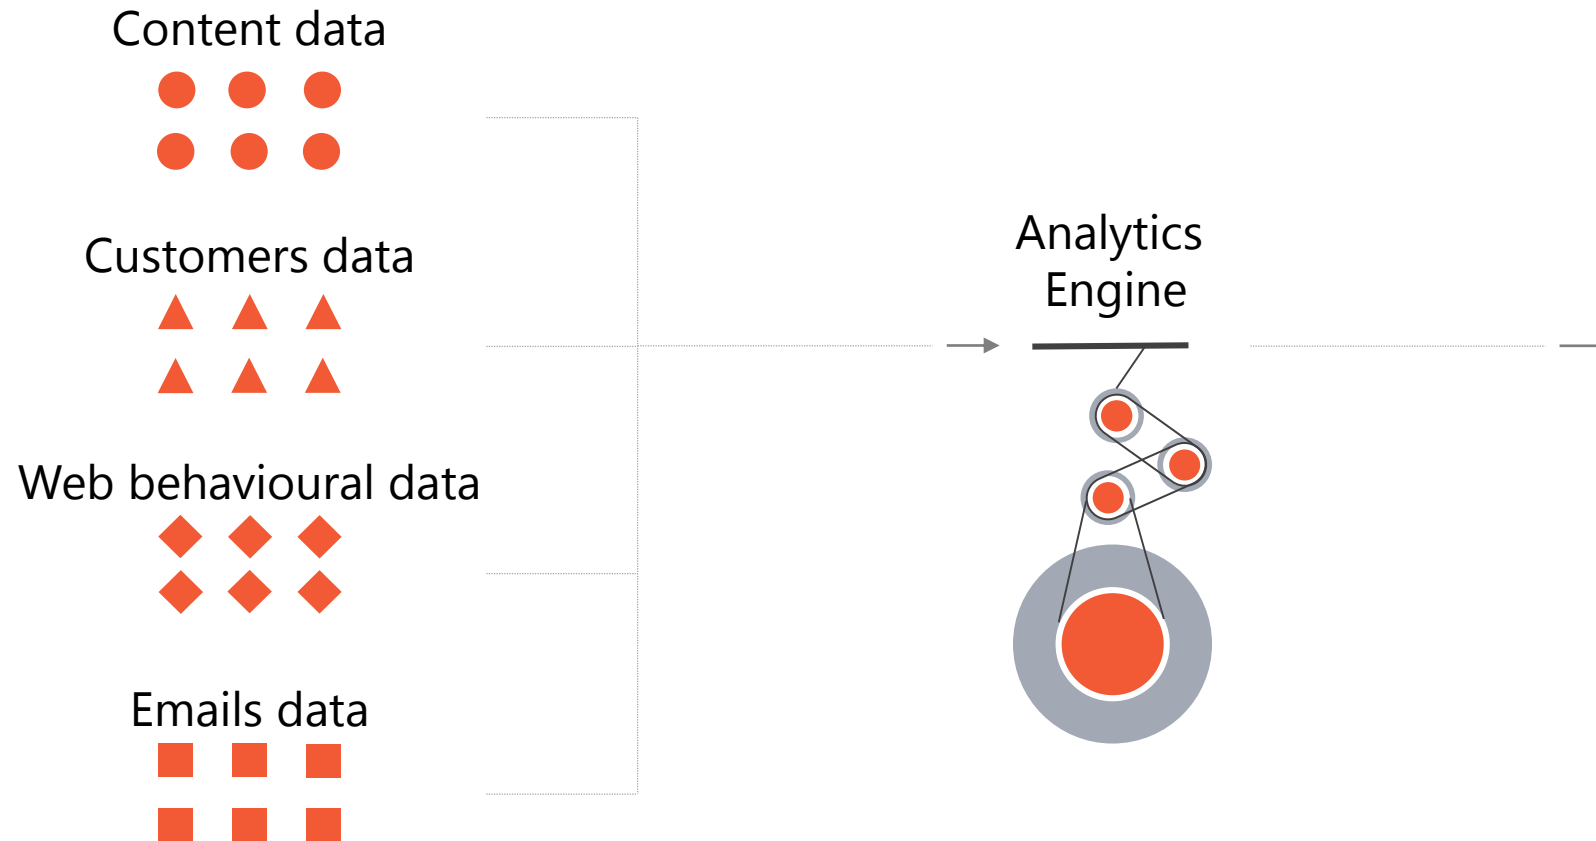 Content data
Customers data
Web behavioural data
Emails data
Analytics
Engine